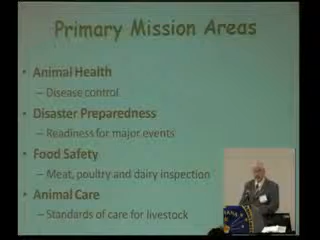 Primary Mission Areas
• Animal Health
– Disease control
• Disaster Preparedness
– Readiness for major events
• Food Safety
– Meat, poultry and dairy inspection
• Animal Care
– Standards of care for livestock